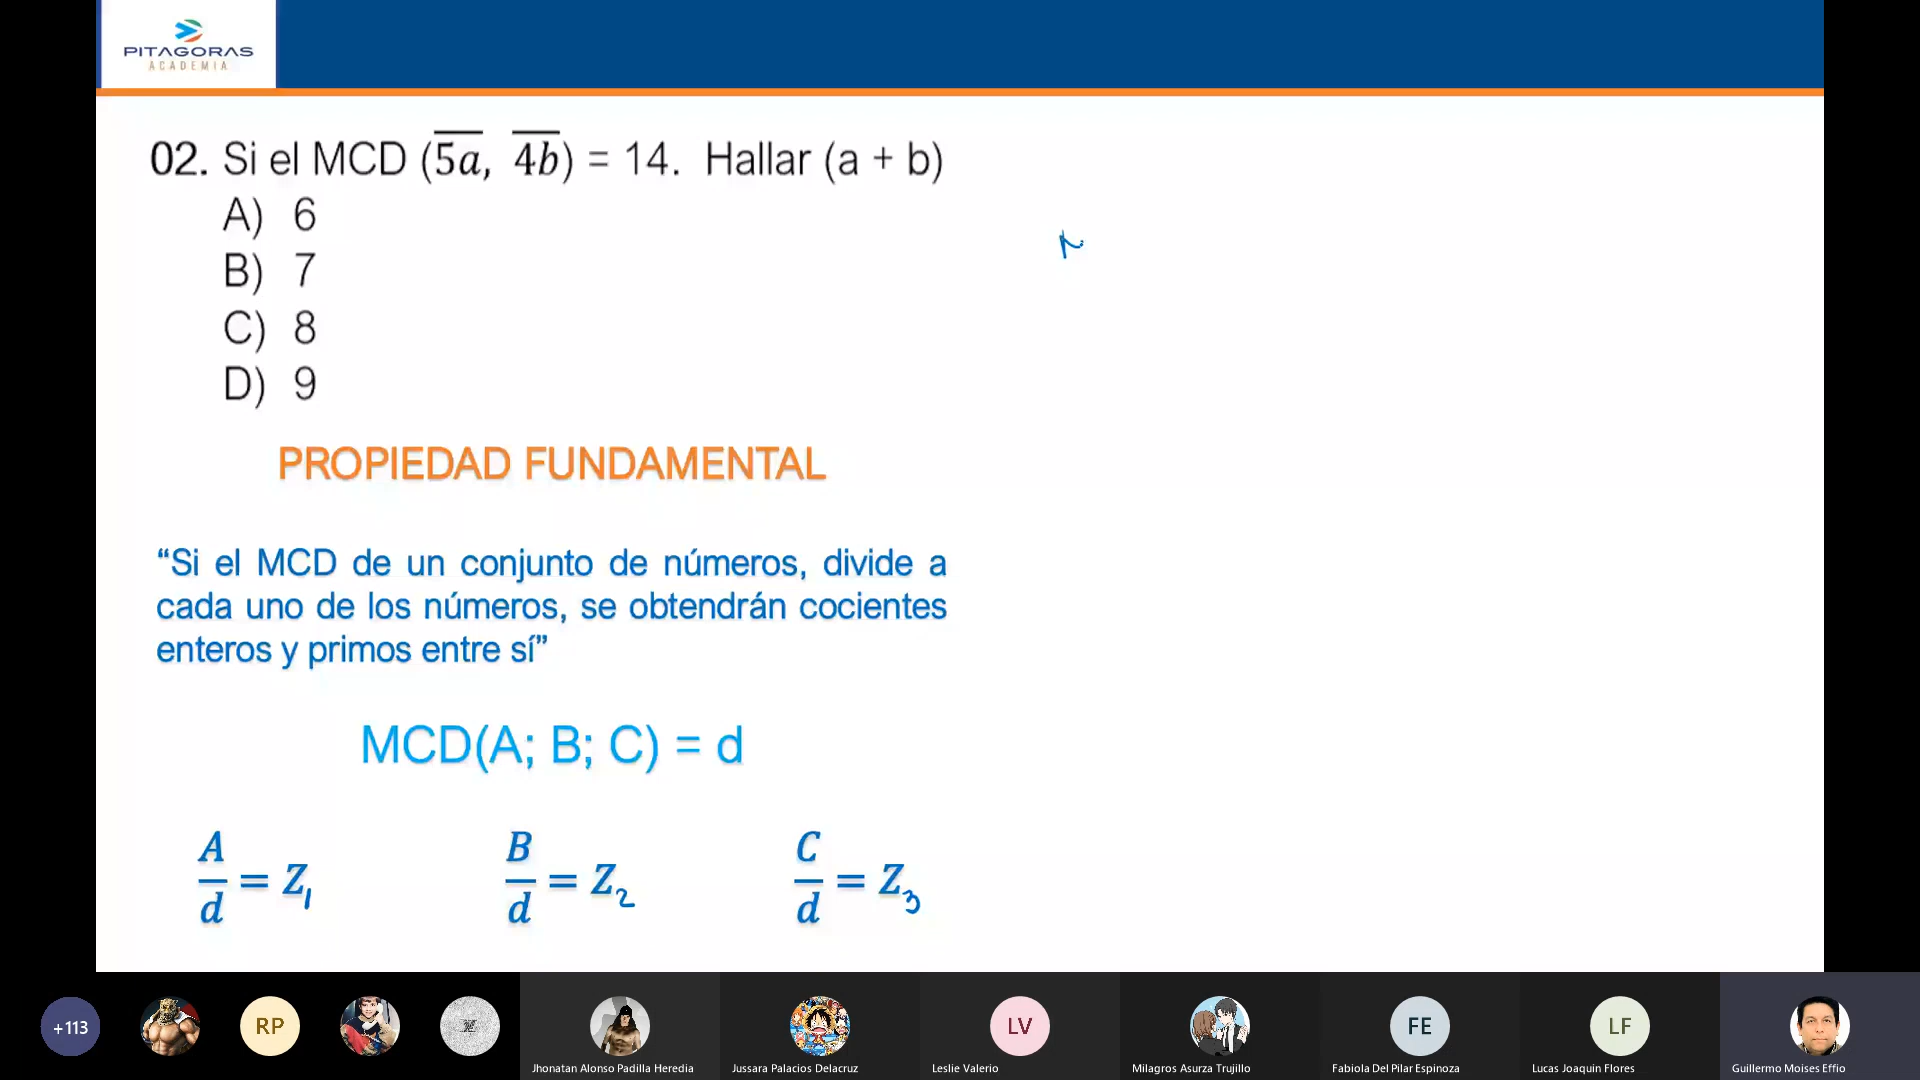 PITAGORAS
ACADEMIA
02. Si el MCD (5a, 4b) = 14. Hallar (a + b)
A) 6
B) 7
C) 8
D) 9
PROPIEDAD FUNDAMENTAL
“Si el MCD de un conjunto de números, divide a
cada uno de los números, se obtendrán cocientes
enteros y primos entre sí”
MCD(A; B; C) = d
A/d = Z1 B/d = Z2 C/d = Z3
+113
RP
LV
FE
LF
Jhonatan Alonso Padilla Heredia
Jussara Palacios Delacruz
Leslie Valerio
Milagros Asurza Trujillo
Fabiola Del Pilar Espinoza
Lucas Joaquin Flores
Guillermo Moises Effio